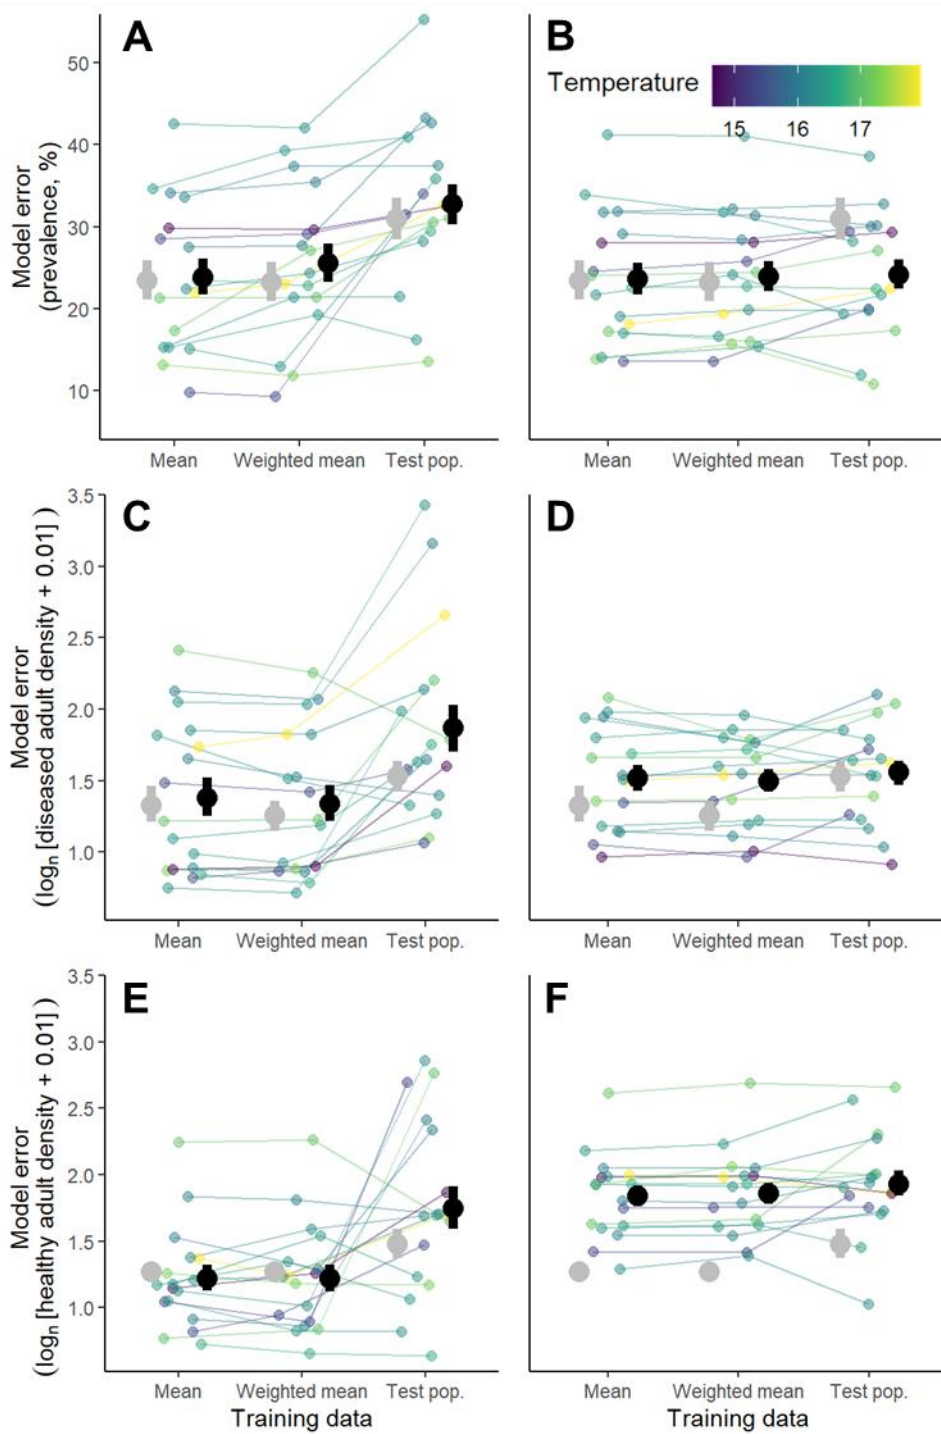 A
B
Temperature
15 16 17
Model error
(prevalence, %)
50
40
30
20
10
Mean Weighted mean Test pop.
Mean Weighted mean Test pop.
C
D
Model error
(logn [diseased adult density + 0.01] )
3.5
3.0
2.5
2.0
1.5
1.0
Mean Weighted mean Test pop.
Mean Weighted mean Test pop.
E
F
Model error
(logn [healthy adult density + 0.01] )
3.5
3.0
2.5
2.0
1.5
1.0
Mean Weighted mean Test pop.
Mean Weighted mean Test pop.
Training data
Training data